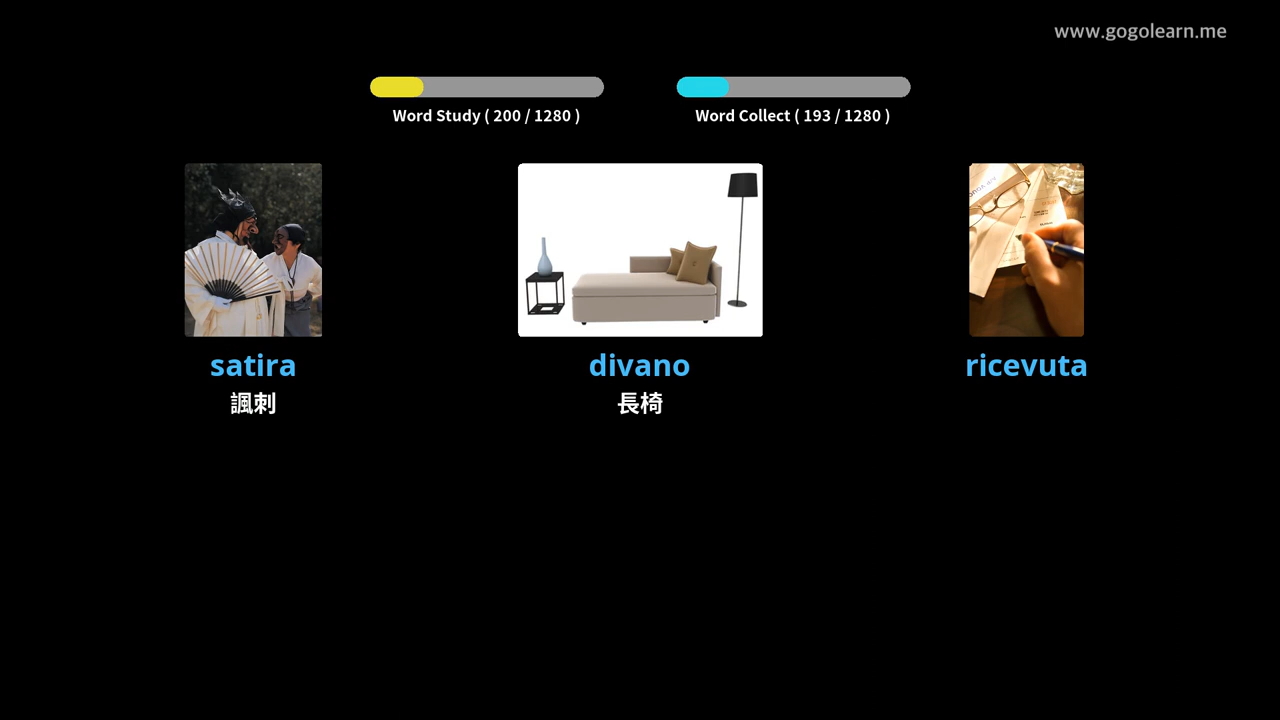 www.gogolearn.me
Word Study ( 200 / 1280 )
Word Collect ( 193 / 1280 )
satira
諷刺
divano
長椅
ricevuta